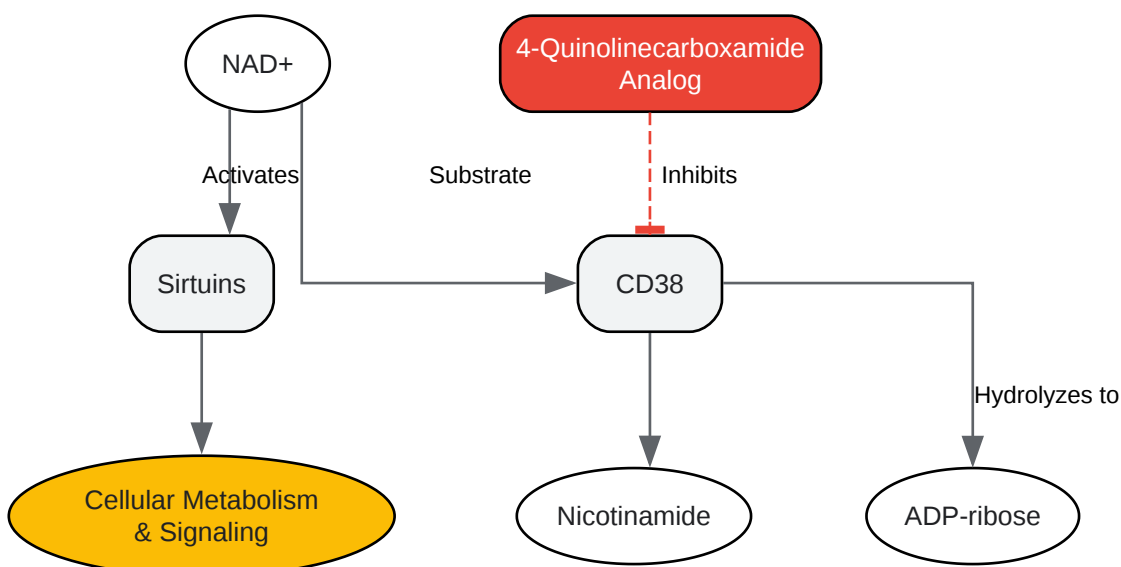 NAD+
4-Quinolinecarboxamide
Analog
Activates
Substrate
Inhibits
Sirtuins
CD38
Hydrolyzes to
Cellular Metabolism
& Signaling
Nicotinamide
ADP-ribose